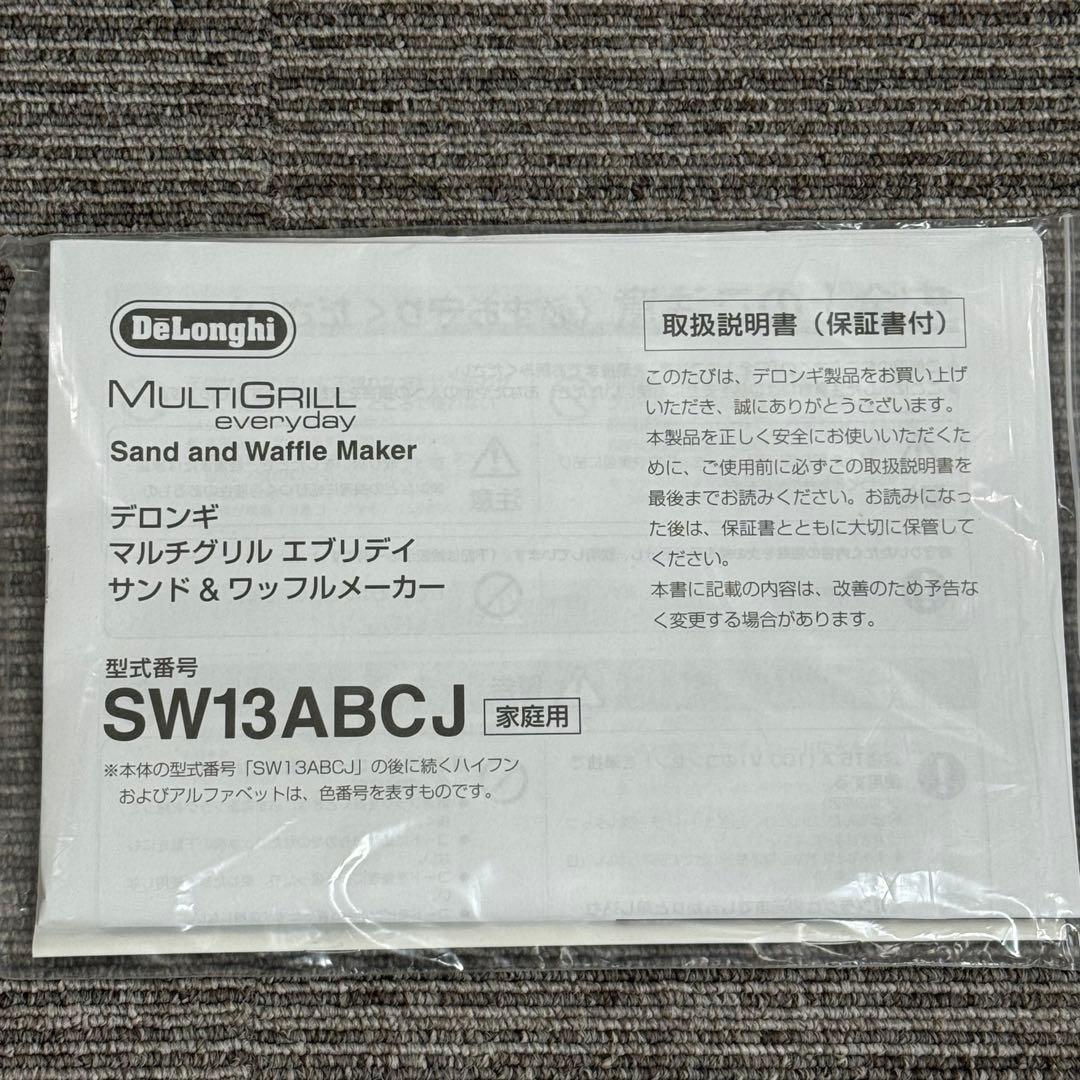 DeLonghi
MULTIGRILL
everyday
Sand and Waffle Maker
デロンギ
マルチグリル エブリデイ
サンド & ワッフルメーカー
型式番号
SW13ABCJ 家庭用
※本体の型式番号「SW13ABCJ」の後に続くハイフン
およびアルファベットは、色番号を表すものです。
取扱説明書（保証書付）
このたびは、デロンギ製品をお買い上げ
いただき、誠にありがとうございます。
本製品を正しく安全にお使いいただくた
めに、ご使用前に必ずこの取扱説明書を
最後までお読みください。お読みになっ
た後は、保証書とともに大切に保管して
ください。
本書に記載の内容は、改善のため予告な
く変更する場合があります。